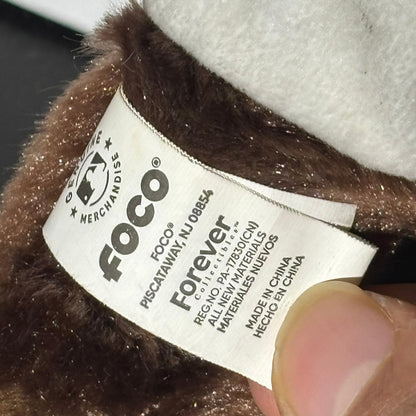 GENUINE
MERCHANDISE
FOCO®
FOCO®
PISCATAWAY, NJ 08854
Forever
Collectibles™
REG.NO. PA-17830(CN)
ALL NEW MATERIALS
MATERIALES NUEVOS
MADE IN CHINA
HECHO EN CHINA